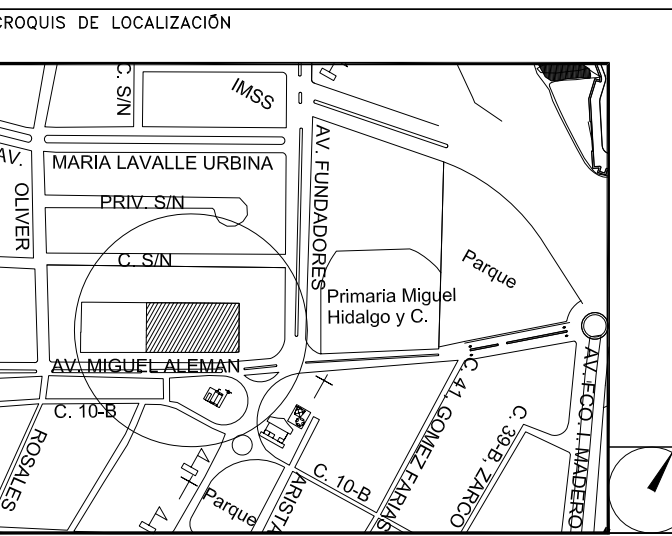 CROQUIS DE LOCALIZACIÓN
C. S/N
IMSS
AV.
OLIVER
MARIA LAVALLE URBINA
PRIV. S/N
C. S/N
AV. FUNDADORES
Parque
Primaria Miguel
Hidalgo y C.
AV. MIGUEL ALEMAN
C. 10-B
ROSALES
Parque
ARISTA
C. 10-B
C. 41, GOMEZ FARIAS
C. 39-B, ZARCO
AV. FCO. I. MADERO